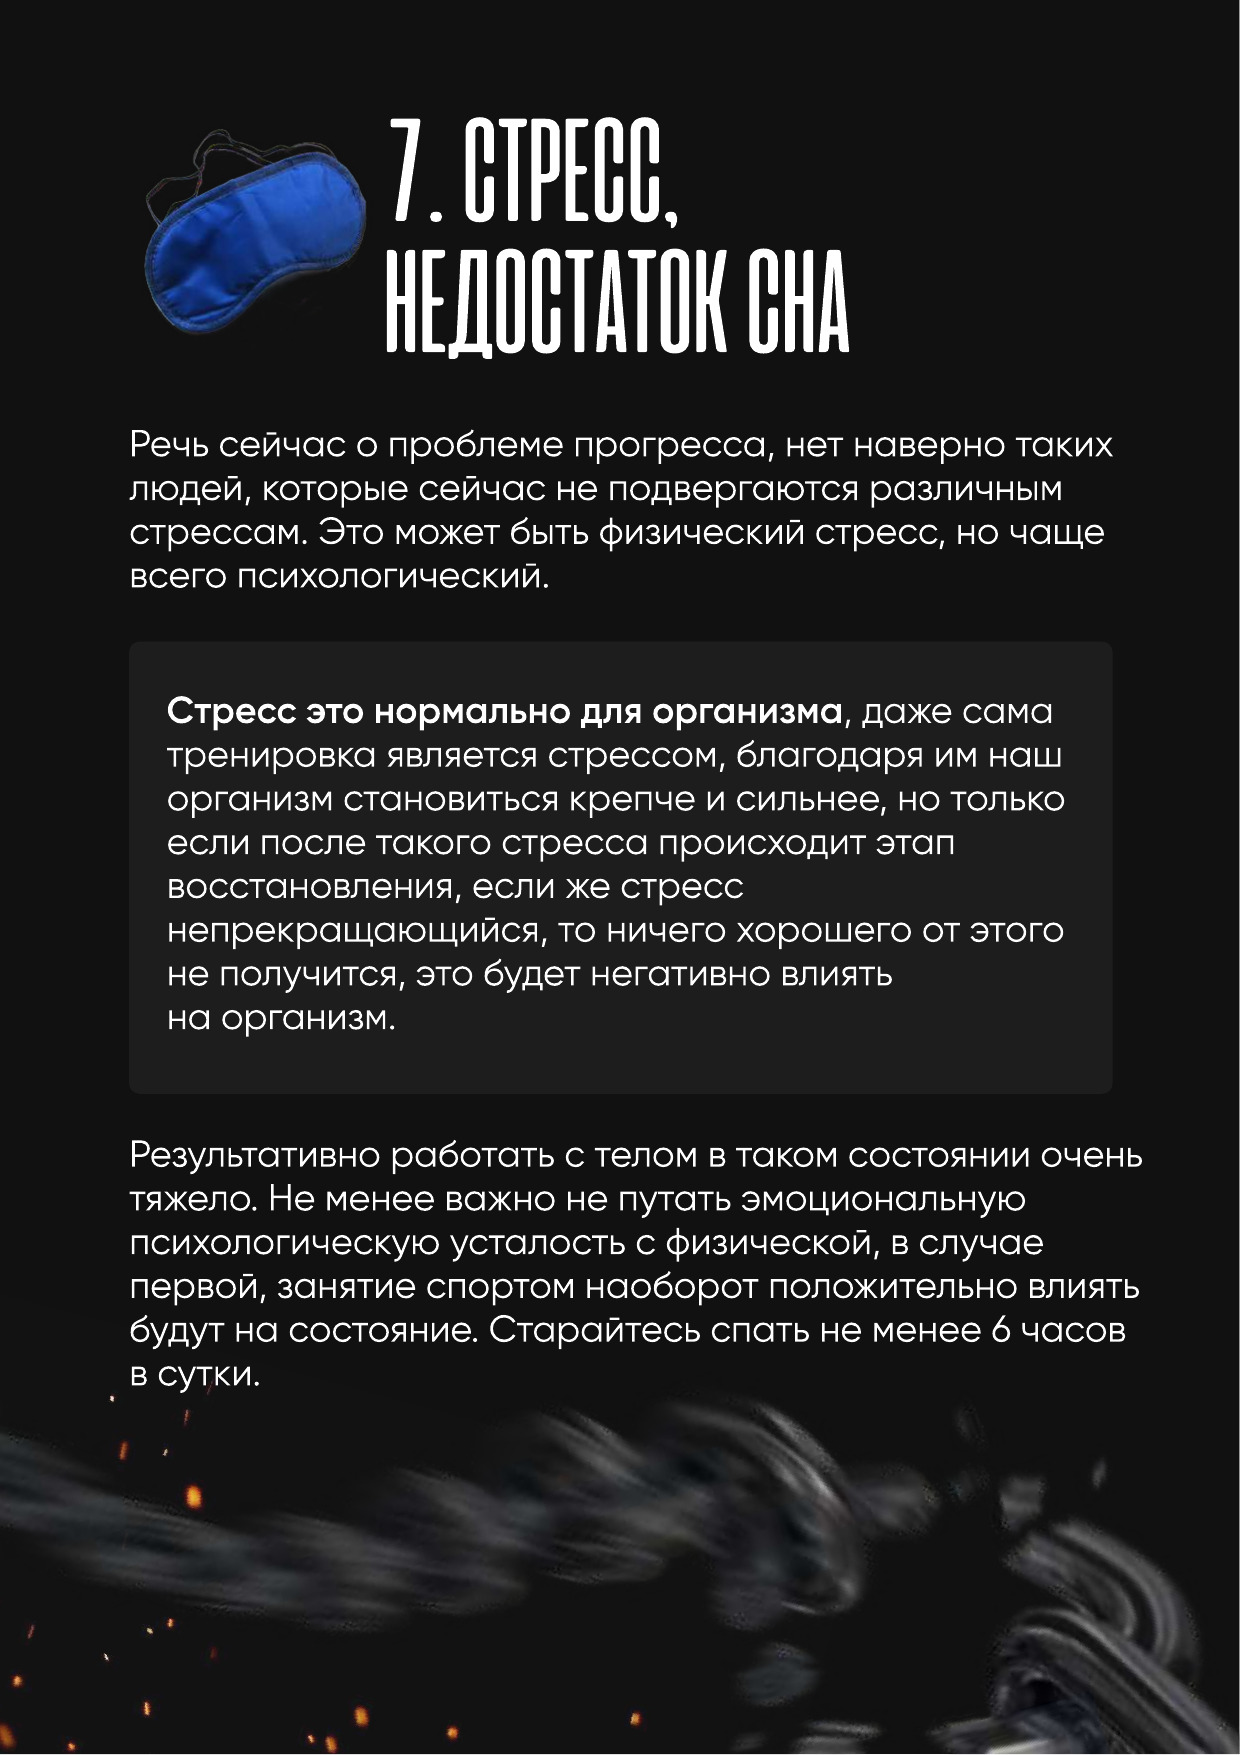 7. СТРЕСС,
НЕДОСТАТОК СНА
Речь сейчас о проблеме прогресса, нет наверно таких
людей, которые сейчас не подвергаются различным
стрессам. Это может быть физический стресс, но чаще
всего психологический.
Стресс это нормально для организма, даже сама
тренировка является стрессом, благодаря им наш
организм становиться крепче и сильнее, но только
если после такого стресса происходит этап
восстановления, если же стресс
непрекращающийся, то ничего хорошего от этого
не получится, это будет негативно влиять
на организм.
Результативно работать с телом в таком состоянии очень
тяжело. Не менее важно не путать эмоциональную
психологическую усталость с физической, в случае
первой, занятие спортом наоборот положительно влиять
будут на состояние. Старайтесь спать не менее 6 часов
в сутки.